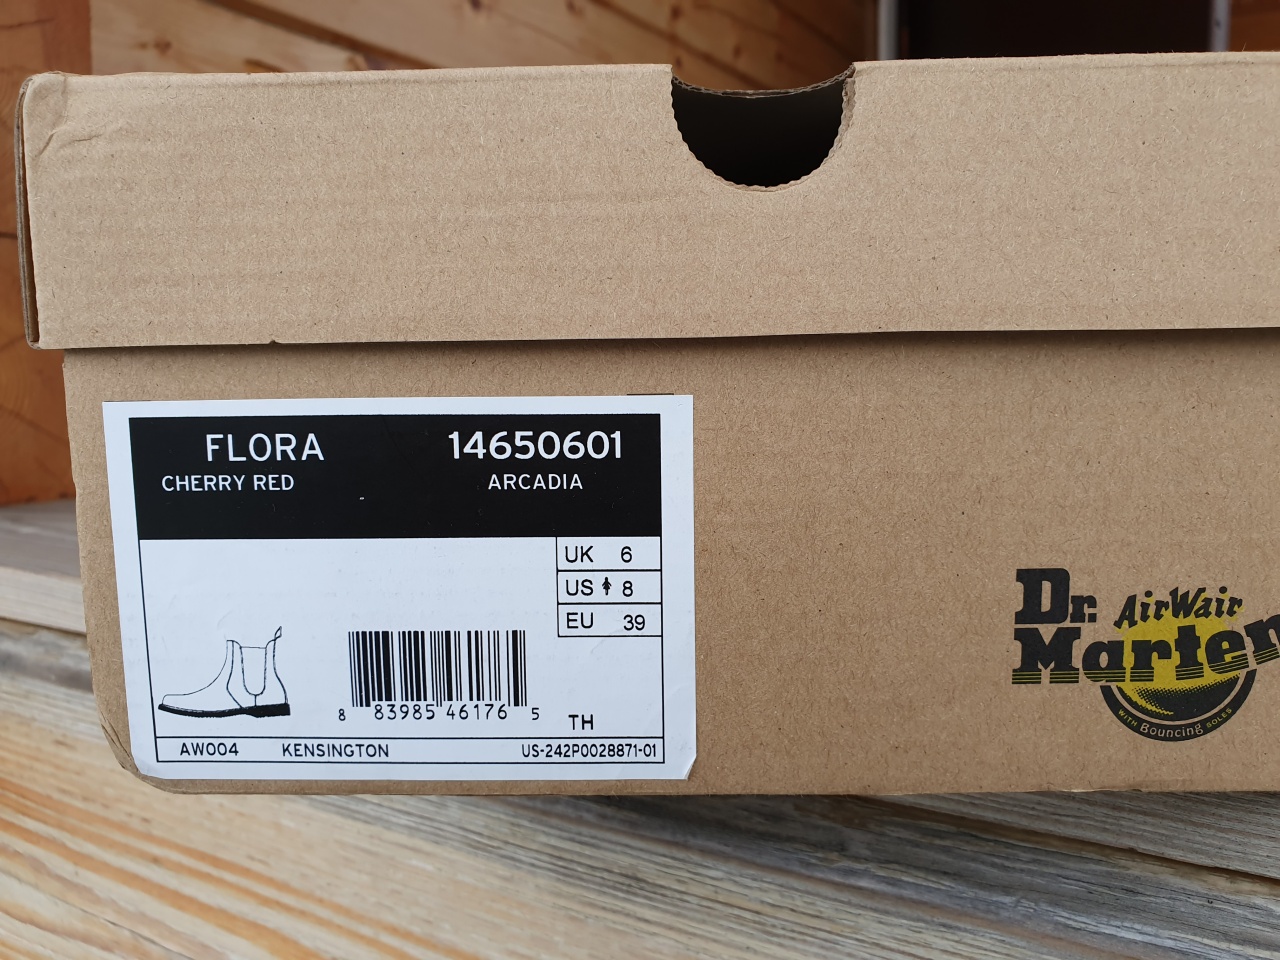 FLORA 14650601
CHERRY RED ARCADIA
UK 6
US 8
EU 39
8 83985 46176 5
TH
AW004 KENSINGTON US-242P0028871-01
Dr. AirWair
Marten
WITH Bouncing SOLES